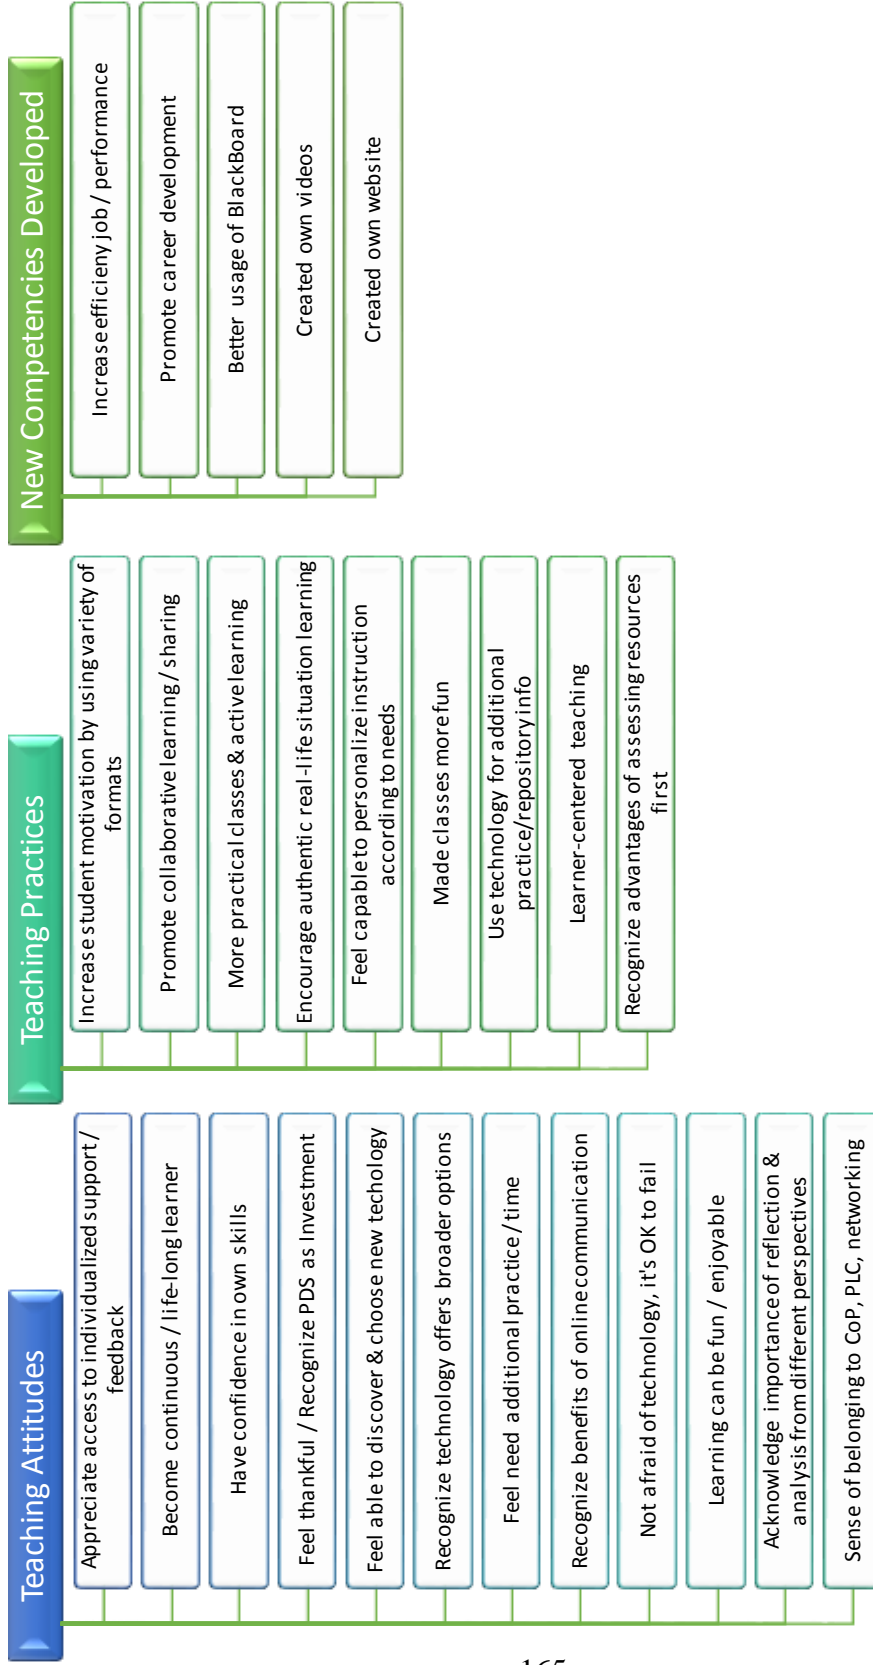 Teaching Attitudes
Appreciate access to individualized support /
feedback
Become continuous / life-long learner
Have confidence in own skills
Feel thankful / Recognize PDS as Investment
Feel able to discover & choose new techology
Recognize technology offers broader options
Feel need additional practice / time
Recognize benefits of online communication
Not afraid of technology, it's OK to fail
Learning can be fun / enjoyable
Acknowledge importance of reflection &
analysis from different perspectives
Sense of belonging to CoP, PLC, networking
Teaching Practices
Increase student motivation by using variety of
formats
Promote collaborative learning / sharing
More practical classes & active learning
Encourage authentic real-life situation learning
Feel capable to personalize instruction
according to needs
Made classes more fun
Use technology for additional
practice/repository info
Learner-centered teaching
Recognize advantages of assessing resources
first
New Competencies Developed
Increase efficieny job / performance
Promote career development
Better usage of BlackBoard
Created own videos
Created own website
165